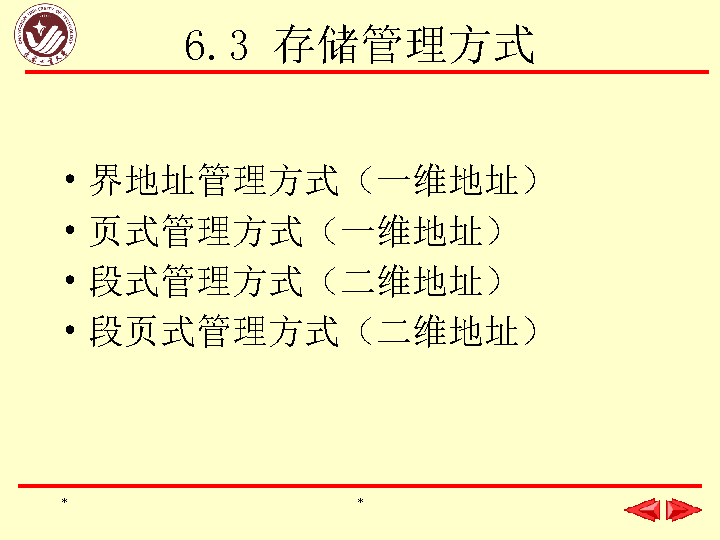 6.3 存储管理方式
• 界地址管理方式（一维地址）
• 页式管理方式（一维地址）
• 段式管理方式（二维地址）
• 段页式管理方式（二维地址）
* *